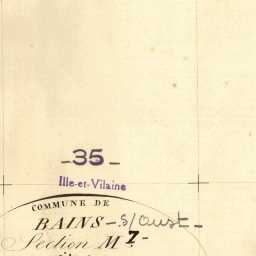 -35-
Ille-et-Vilaine
COMMUNE DE
BAINS - S/Oust -
Section M 7-